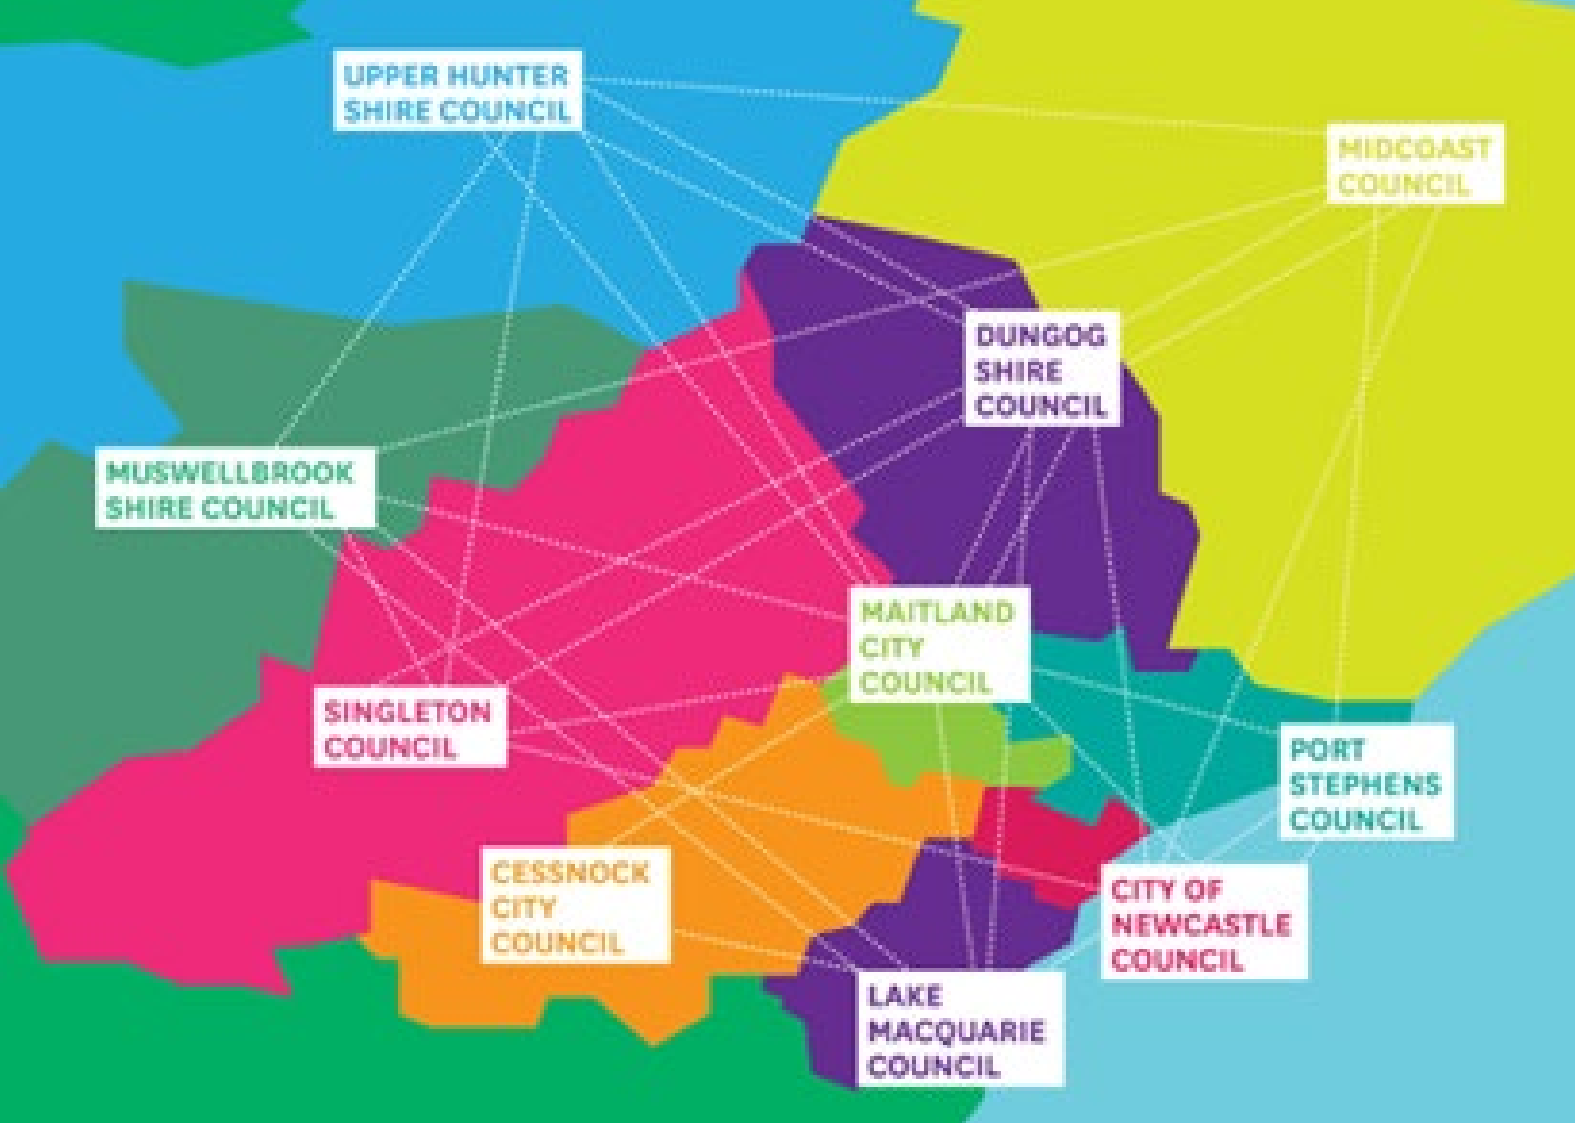 UPPER HUNTER
SHIRE COUNCIL
MIDCOAST
COUNCIL
DUNGOG
SHIRE
COUNCIL
MUSWELLBROOK
SHIRE COUNCIL
MAITLAND
CITY
COUNCIL
SINGLETON
COUNCIL
PORT
STEPHENS
COUNCIL
CESSNOCK
CITY
COUNCIL
CITY OF
NEWCASTLE
COUNCIL
LAKE
MACQUARIE
COUNCIL